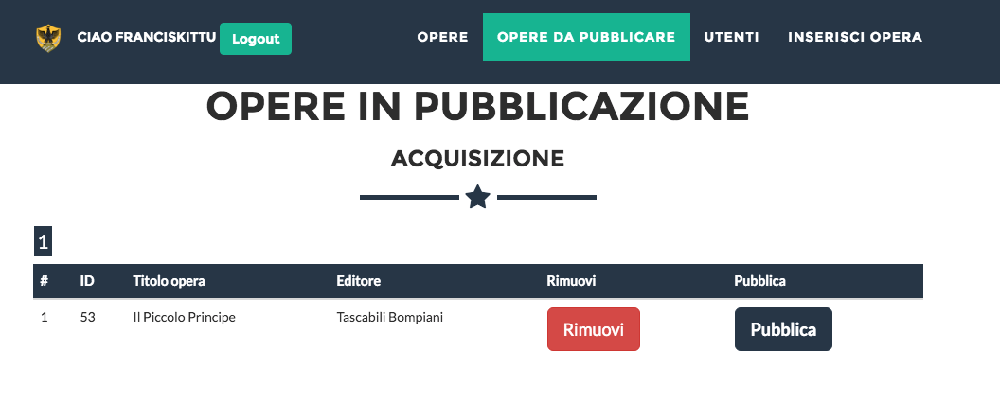 CIAO FRANCISKITTU Logout OPERE OPERE DA PUBBLICARE UTENTI INSERISCI OPERA
OPERE IN PUBBLICAZIONE
ACQUISIZIONE
1
# ID Titolo opera Editore Rimuovi Pubblica
1 53 Il Piccolo Principe Tascabili Bompiani Rimuovi Pubblica